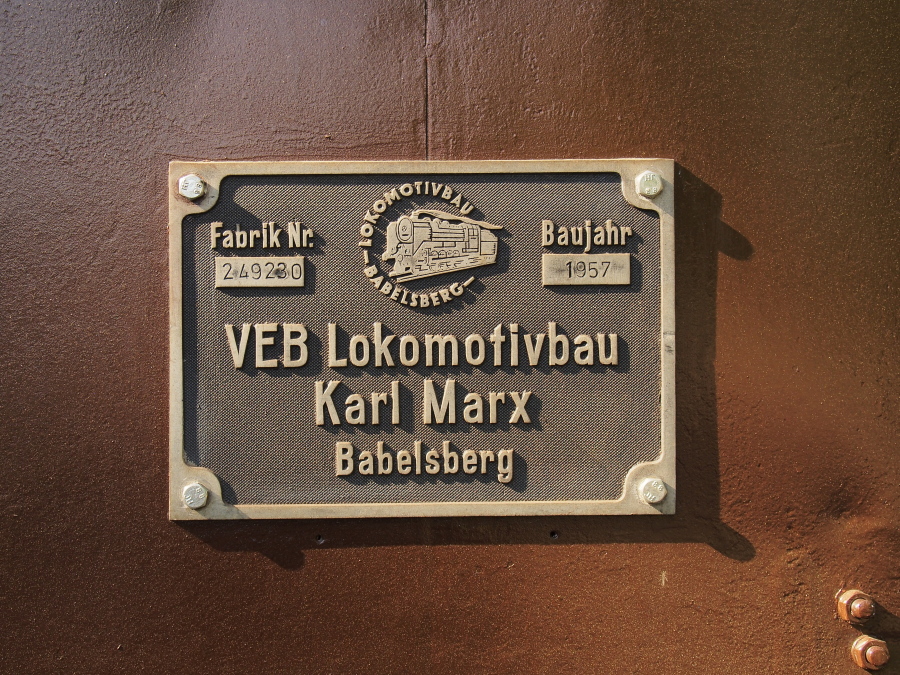 LOKOMOTIVBAU
BABELSBERG
Fabrik Nr.
249230
Baujahr
1957
VEB Lokomotivbau
Karl Marx
Babelsberg